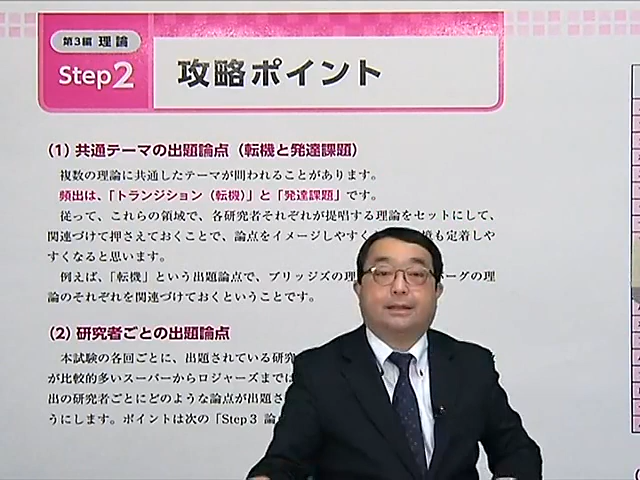 第3編 理論
Step2
攻略ポイント
(1) 共通テーマの出題論点（転機と発達課題）
複数の理論に共通したテーマが問われることがあります。
頻出は、「トランジション（転機）」と「発達課題」です。
従って、これらの領域で、各研究者それぞれが提唱する理論をセットにして、
関連づけて押さえておくことで、論点をイメージしやすく
も定着しや
すくなると思います。
例えば、「転機」という出題論点で、ブリッジズの理
ーグの理
論のそれぞれを関連づけておくということです。
(2) 研究者ごとの出題論点
本試験の各回ごとに、出題されている研究
が比較的多いスーパーからロジャーズまでは
出の研究者ごとにどのような論点が出題さ
うにします。ポイントは次の「Step3 論